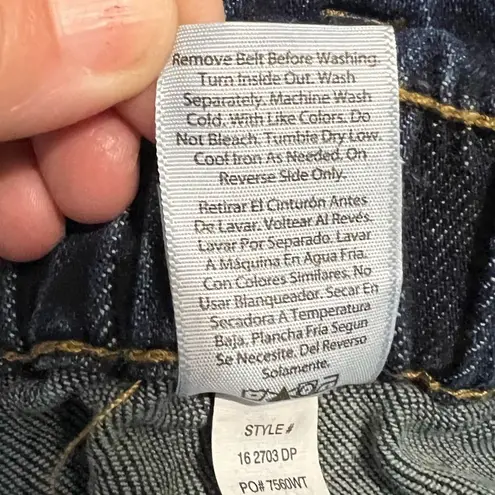 Remove Belt Before Washing.
Turn Inside Out. Wash
Separately. Machine Wash
Cold. With Like Colors. Do
Not Bleach. Tumble Dry Low.
Cool Iron As Needed. On
Reverse Side Only.
Retirar El Cinturón Antes
De Lavar. Voltear Al Revés.
Lavar Por Separado. Lavar
A Máquina En Agua Fria.
Con Colores Similares. No
Usar Blanqueador. Secar En
Secadora A Temperatura
Baja. Plancha Fria Segun
Se Necesite. Del Reverso
Solamente.
STYLE #
16 2703 DP
PO# 7560WT